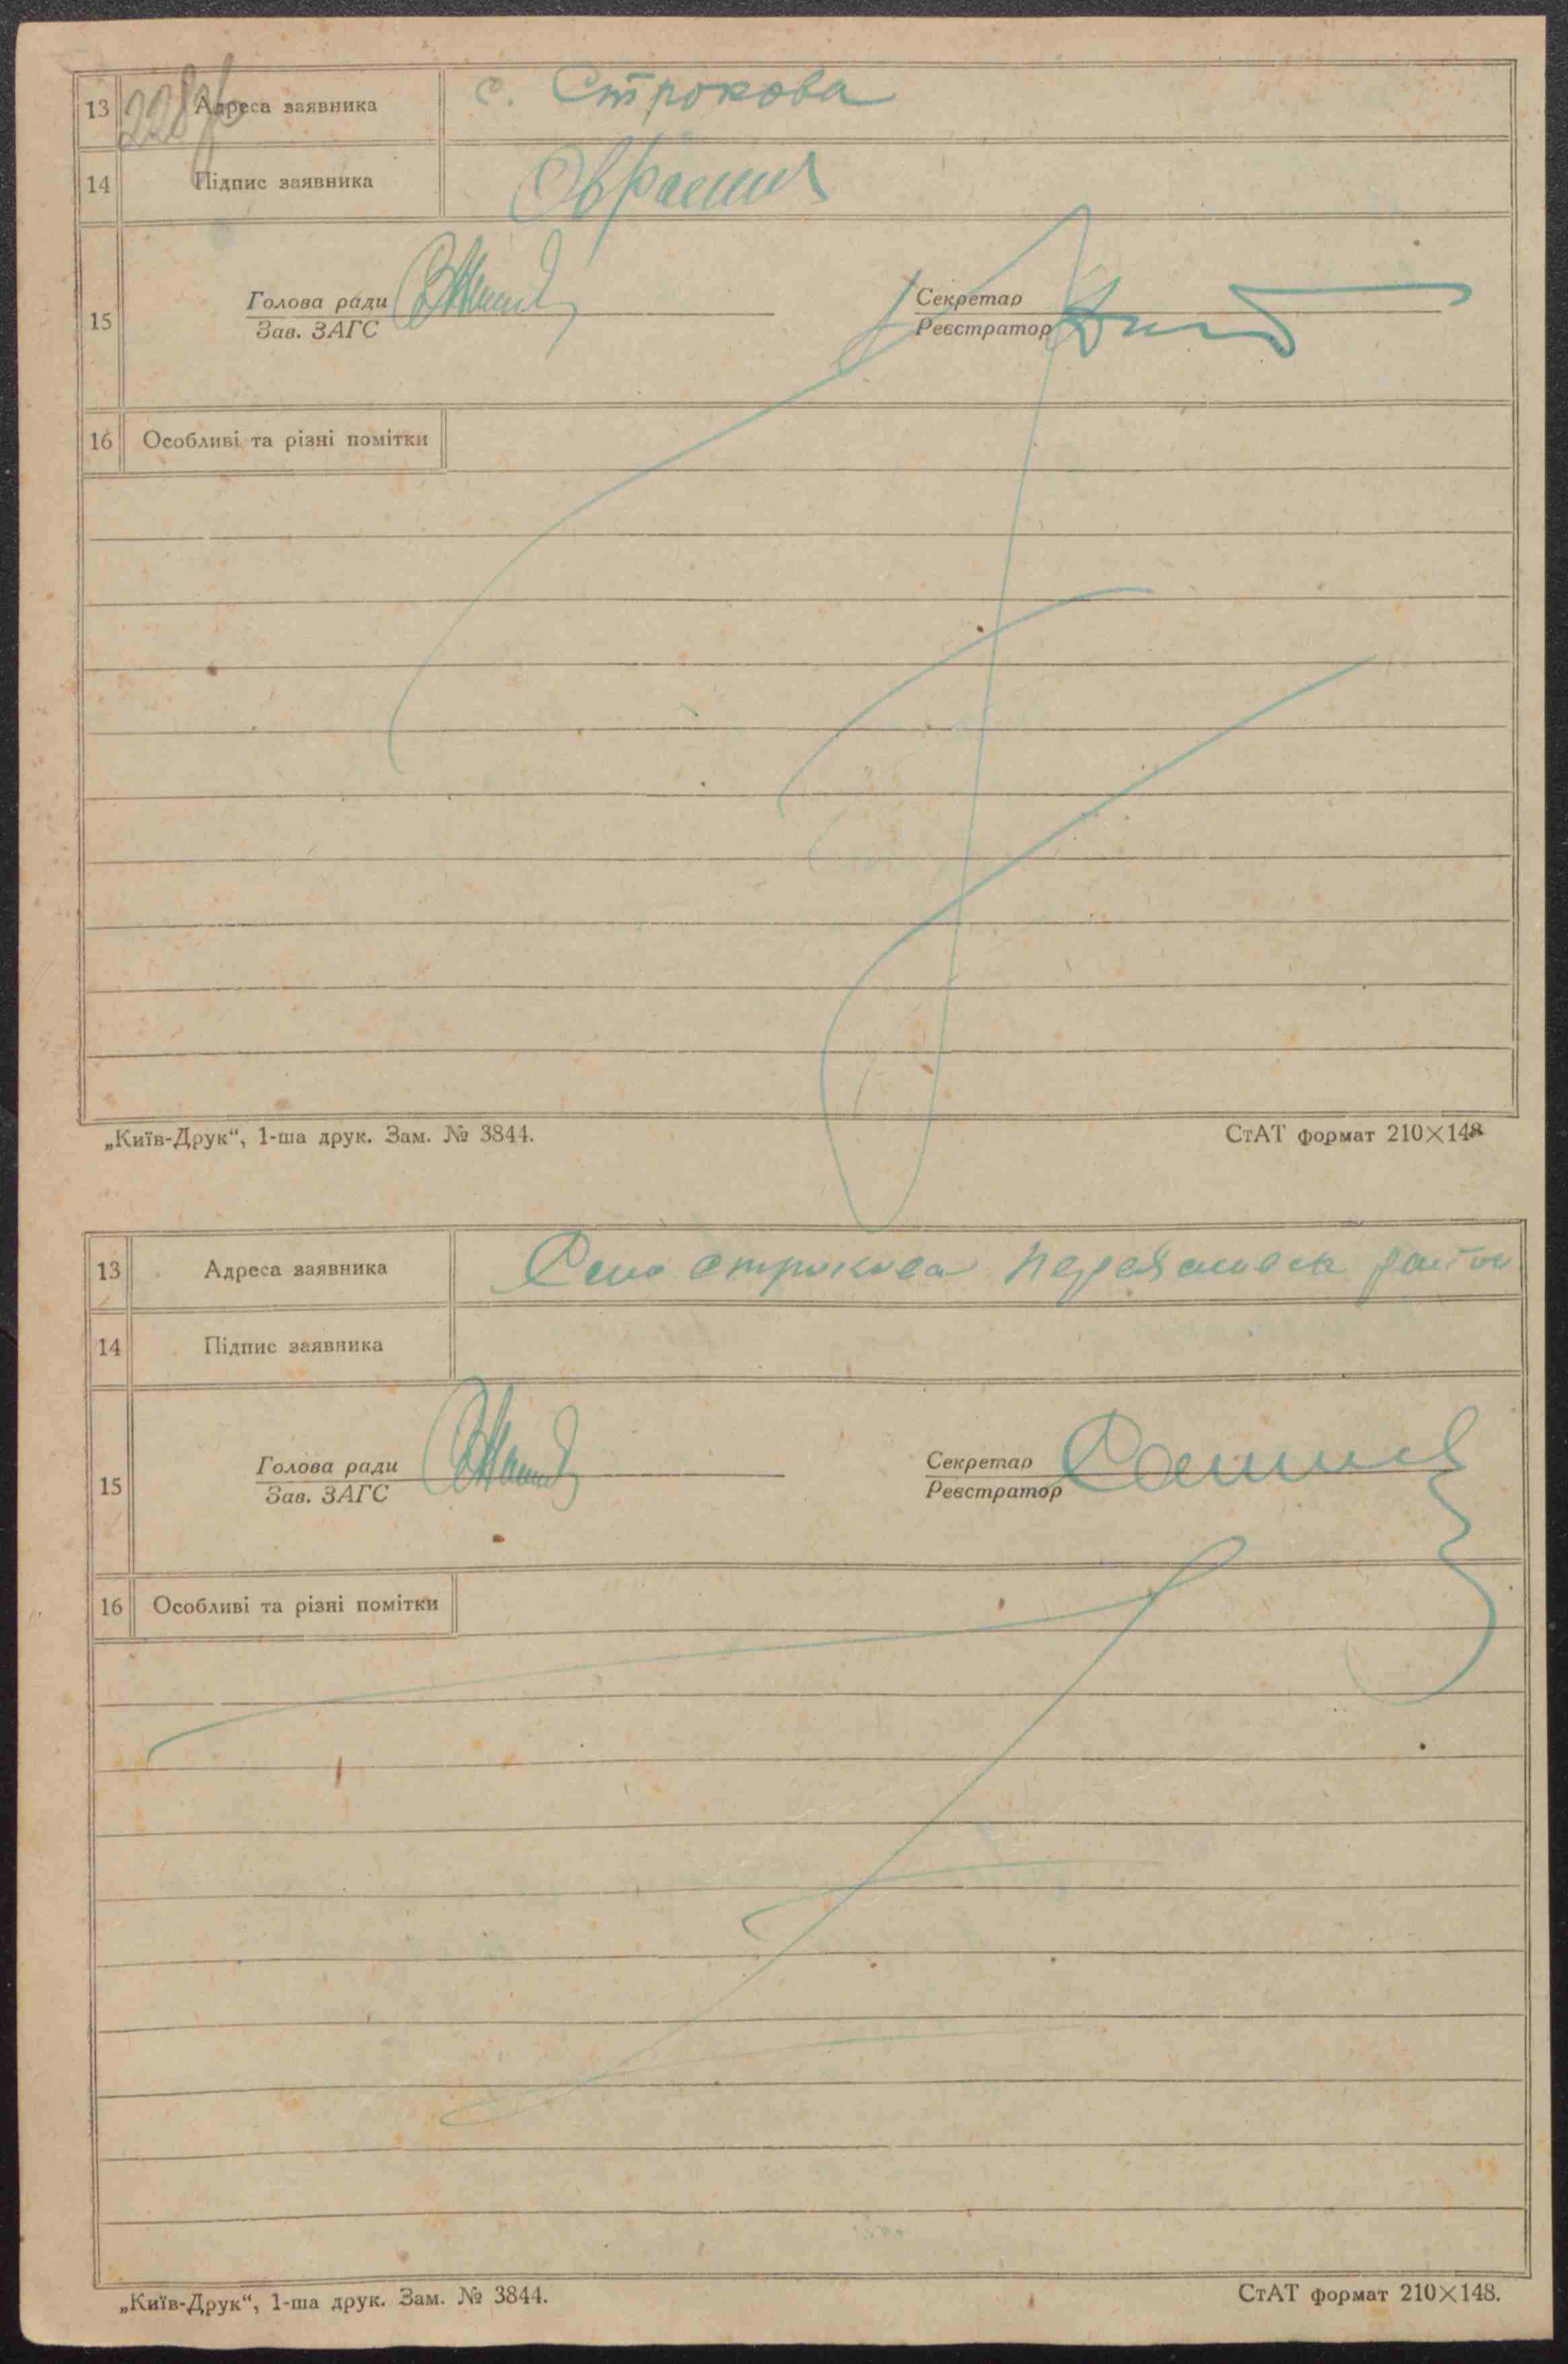 13 Адреса заявника с. Строкова
14 Підпис заявника
15 Голова ради Секретар
Зав. ЗАГС Реєстратор
16 Особливі та різні помітки
„Київ-Друк“, 1-ша друк. Зам. № 3844. СтАТ формат 210×148
13 Адреса заявника Село строкова
14 Підпис заявника
15 Голова ради Секретар
Зав. ЗАГС Реєстратор
16 Особливі та різні помітки
„Київ-Друк“, 1-ша друк. Зам. № 3844. СтАТ формат 210×148.